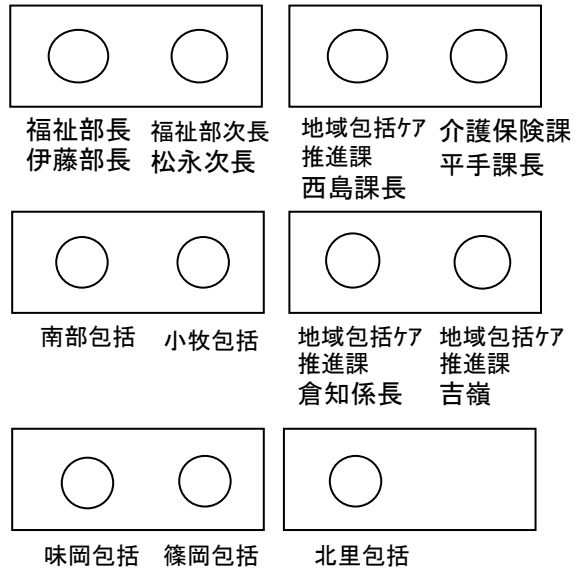 福祉部長
伊藤部長
福祉部次長
松永次長
地域包括ケア
推進課
西島課長
介護保険課
平手課長
南部包括
小牧包括
地域包括ケア
推進課
倉知係長
地域包括ケア
推進課
吉嶺
味岡包括
篠岡包括
北里包括